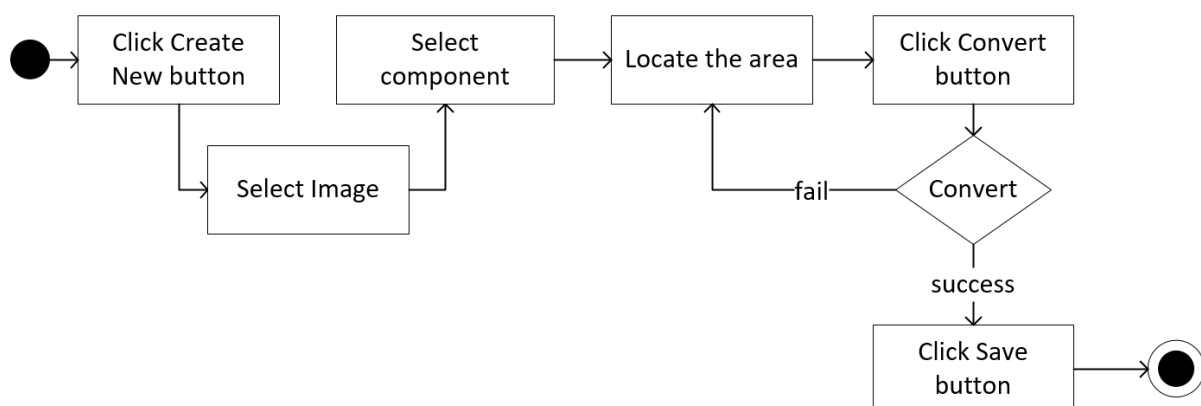 Click Create
New button
Select Image
Select
component
Locate the area
Click Convert
button
Convert
fail
success
Click Save
button